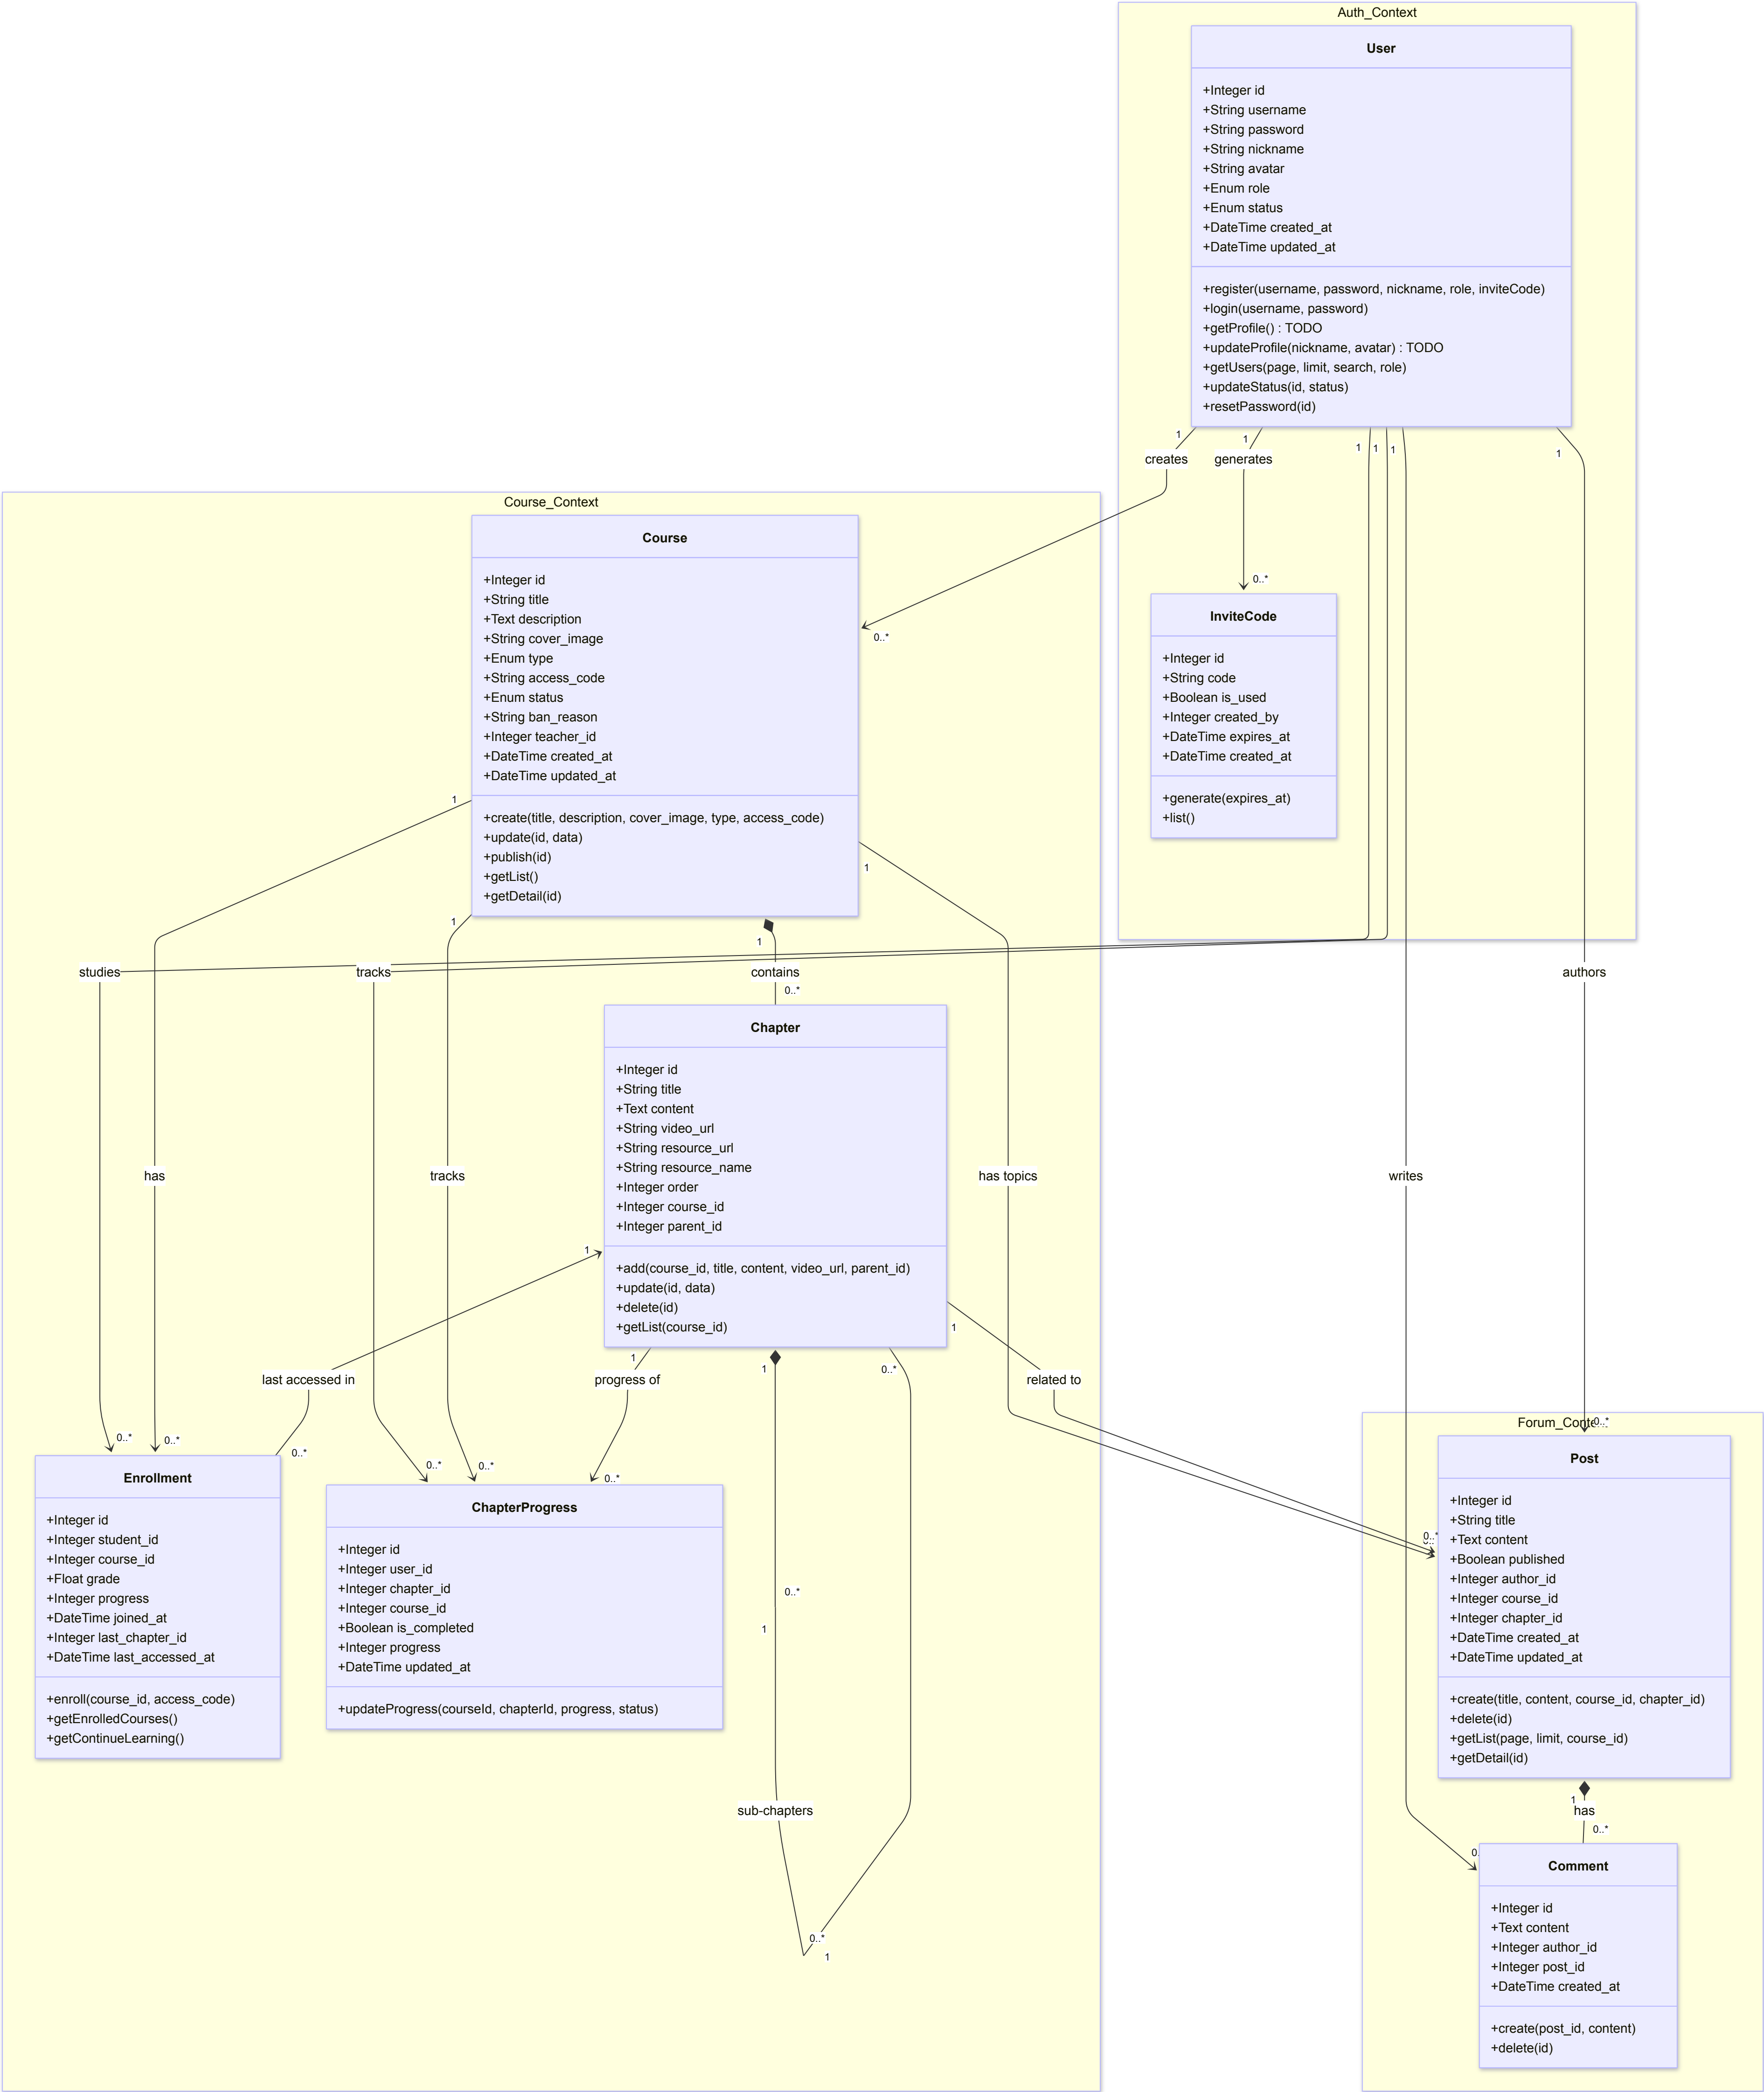 Auth_Context
User
+Integer id
+String username
+String password
+String nickname
+String avatar
+Enum role
+Enum status
+DateTime created_at
+DateTime updated_at
+register(username, password, nickname, role, inviteCode)
+login(username, password)
+getProfile() : TODO
+updateProfile(nickname, avatar) : TODO
+getUsers(page, limit, search, role)
+updateStatus(id, status)
+resetPassword(id)
1
1
1
1
1
1
creates
generates
0..*
InviteCode
+Integer id
+String code
+Boolean is_used
+Integer created_by
+DateTime expires_at
+DateTime created_at
+generate(expires_at)
+list()
Course_Context
Course
+Integer id
+String title
+Text description
+String cover_image
+Enum type
+String access_code
+Enum status
+String ban_reason
+Integer teacher_id
+DateTime created_at
+DateTime updated_at
+create(title, description, cover_image, type, access_code)
+update(id, data)
+publish(id)
+getList()
+getDetail(id)
0..*
1
1
1
1
studies
tracks
contains
authors
0..*
Chapter
+Integer id
+String title
+Text content
+String video_url
+String resource_url
+String resource_name
+Integer order
+Integer course_id
+Integer parent_id
+add(course_id, title, content, video_url, parent_id)
+update(id, data)
+delete(id)
+getList(course_id)
has
tracks
has topics
writes
1
1
1
0..*
1
last accessed in
progress of
related to
0..*
0..*
0..*
0..*
0..*
0..*
Enrollment
+Integer id
+Integer student_id
+Integer course_id
+Float grade
+Integer progress
+DateTime joined_at
+Integer last_chapter_id
+DateTime last_accessed_at
+enroll(course_id, access_code)
+getEnrolledCourses()
+getContinueLearning()
ChapterProgress
+Integer id
+Integer user_id
+Integer chapter_id
+Integer course_id
+Boolean is_completed
+Integer progress
+DateTime updated_at
+updateProgress(courseId, chapterId, progress, status)
0..*
1
sub-chapters
0..*
1
0..*
0..*
Post
+Integer id
+String title
+Text content
+Boolean published
+Integer author_id
+Integer course_id
+Integer chapter_id
+DateTime created_at
+DateTime updated_at
+create(title, content, course_id, chapter_id)
+delete(id)
+getList(page, limit, course_id)
+getDetail(id)
1
has
0..*
Comment
+Integer id
+Text content
+Integer author_id
+Integer post_id
+DateTime created_at
+create(post_id, content)
+delete(id)